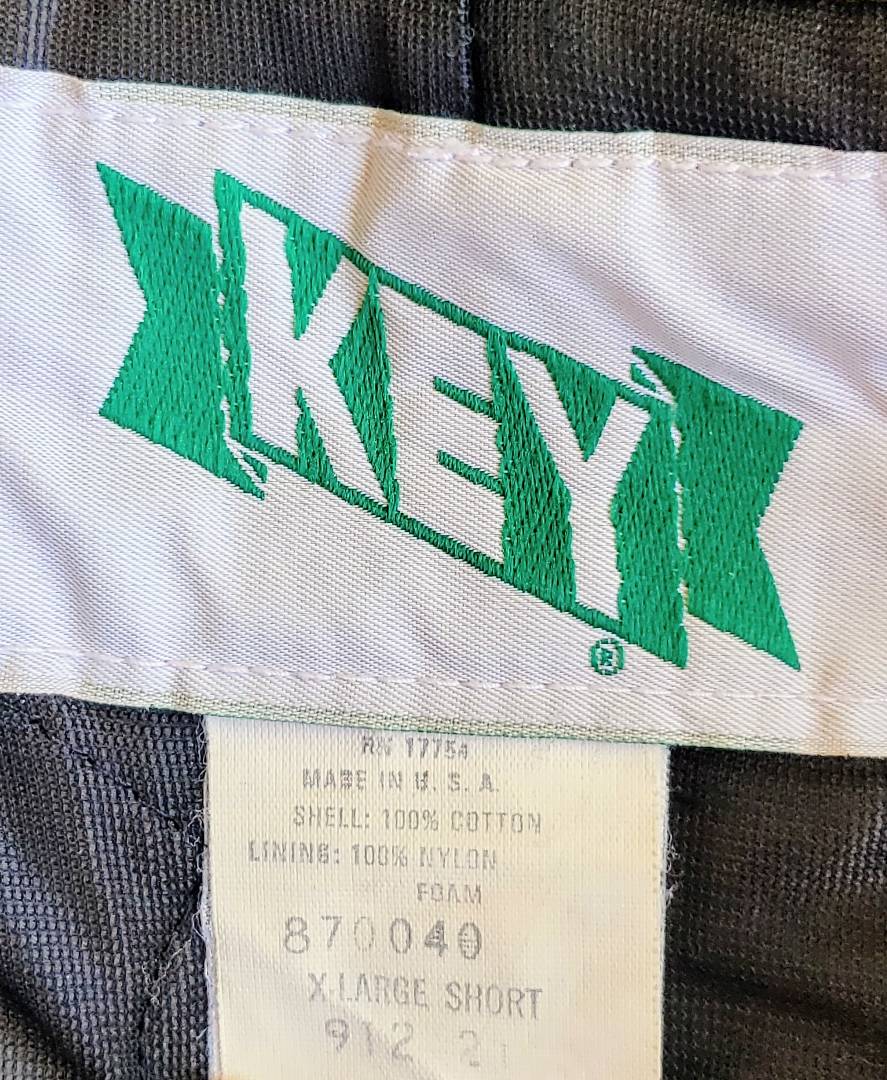 KEY
®
RN 17754
MADE IN U. S. A.
SHELL: 100% COTTON
LINING: 100% NYLON
FOAM
870040
X-LARGE SHORT
912 21